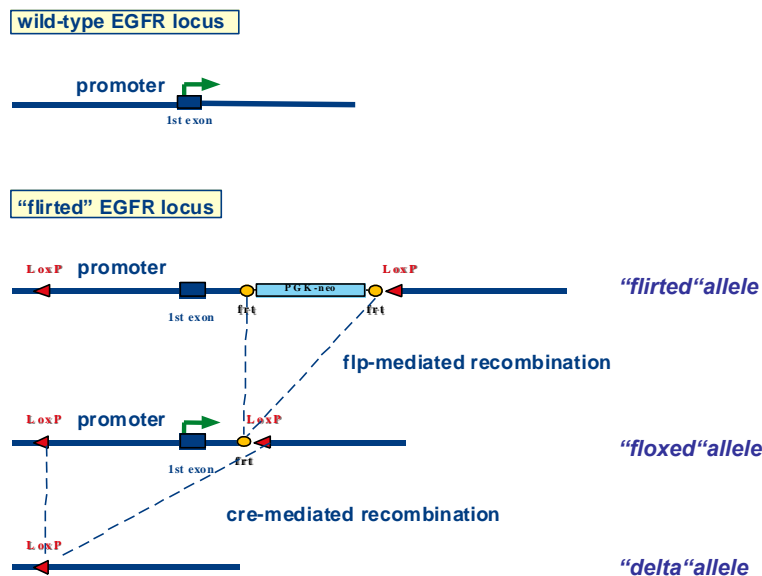 wild-type EGFR locus
promoter
1st exon
“flirted” EGFR locus
LoxP promoter LoxP
PGK-neo
“flirted“allele
1st exon frt frt
flp-mediated recombination
LoxP promoter LoxP
“floxed“allele
1st exon frt
cre-mediated recombination
LoxP
“delta“allele